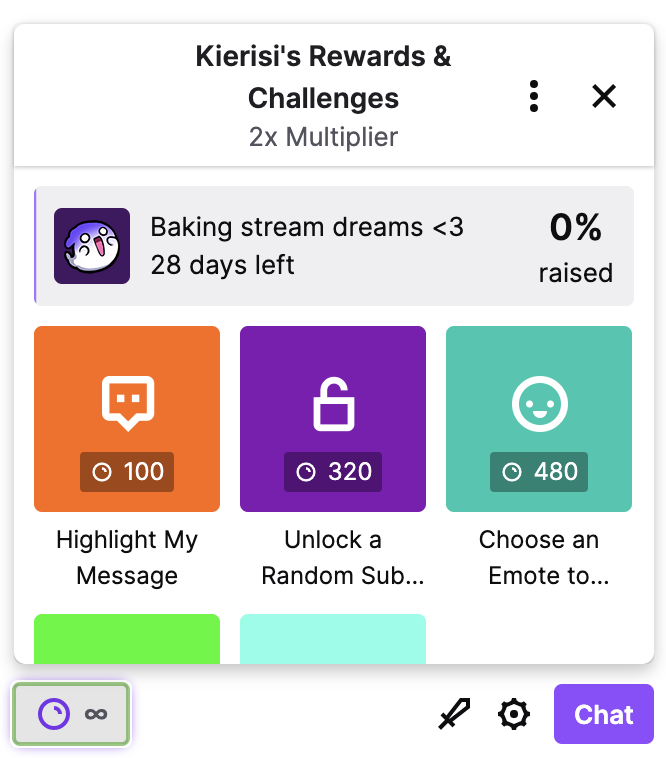 Kierisi's Rewards &
Challenges
2x Multiplier
Baking stream dreams <3
28 days left
0%
raised
100
320
480
Highlight My
Message
Unlock a
Random Sub...
Choose an
Emote to...
∞
Chat